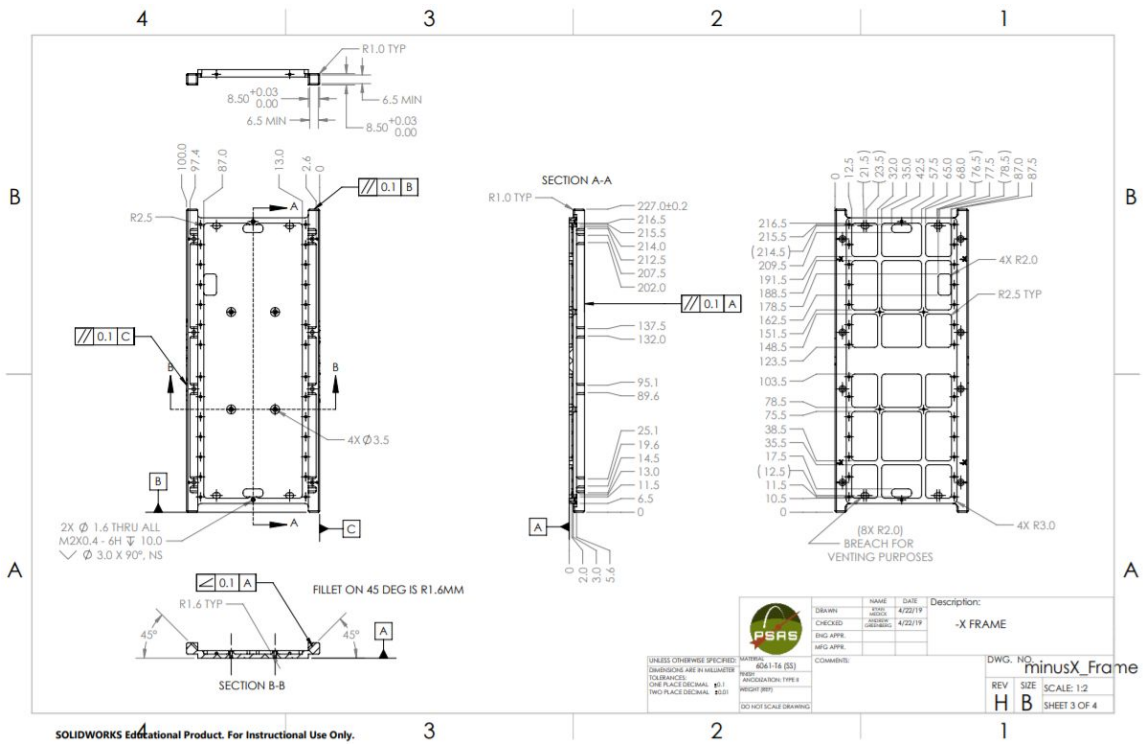 4 3 2 1
R1.0 TYP
8.50 +0.03 0.00
6.5 MIN
6.5 MIN
8.50 +0.03 0.00
100.0
97.4
87.0
13.0
2.6
0
A
// 0.1 B
R2.5
// 0.1 C
B B
4X Ø3.5
B
A
C
2X Ø 1.6 THRU ALL
M2X0.4 - 6H ↧ 10.0
⌵ Ø 3.0 X 90°, NS
∠ 0.1 A
FILLET ON 45 DEG IS R1.6MM
R1.6 TYP
45°
45°
A
SECTION B-B
SECTION A-A
R1.0 TYP
227.0±0.2
216.5
215.5
214.0
212.5
207.5
202.0
// 0.1 A
137.5
132.0
95.1
89.6
25.1
19.6
14.5
13.0
11.5
6.5
0
A
0
2.0
3.0
5.6
0
12.5
(21.5)
(23.5)
32.0
35.0
42.5
57.5
65.0
68.0
(76.5)
77.5
(78.5)
87.0
87.5
216.5
215.5
(214.5)
209.5
191.5
188.5
178.5
162.5
151.5
148.5
123.5
103.5
78.5
75.5
38.5
35.5
17.5
(12.5)
11.5
10.5
0
4X R2.0
R2.5 TYP
4X R3.0
(8X R2.0)
BREACH FOR
VENTING PURPOSES
B B
A A
PSAS
NAME DATE
DRAWN 4/22/19
CHECKED ANDREW GREENBERG 4/22/19
ENG APPR.
MFG APPR.
COMMENTS:
Description:
-X FRAME
UNLESS OTHERWISE SPECIFIED:
DIMENSIONS ARE IN MILLIMETER
TOLERANCES:
ONE PLACE DECIMAL ±0.1
TWO PLACE DECIMAL ±0.01
MATERIAL
6061-T6 (SS)
FINISH
ANODIZATION: TYPE II
WEIGHT (REF)
DO NOT SCALE DRAWING
DWG. NO.
minusX_Frame
REV SIZE SCALE: 1:2
H B SHEET 3 OF 4
4 3 2 1
SOLIDWORKS Educational Product. For Instructional Use Only.